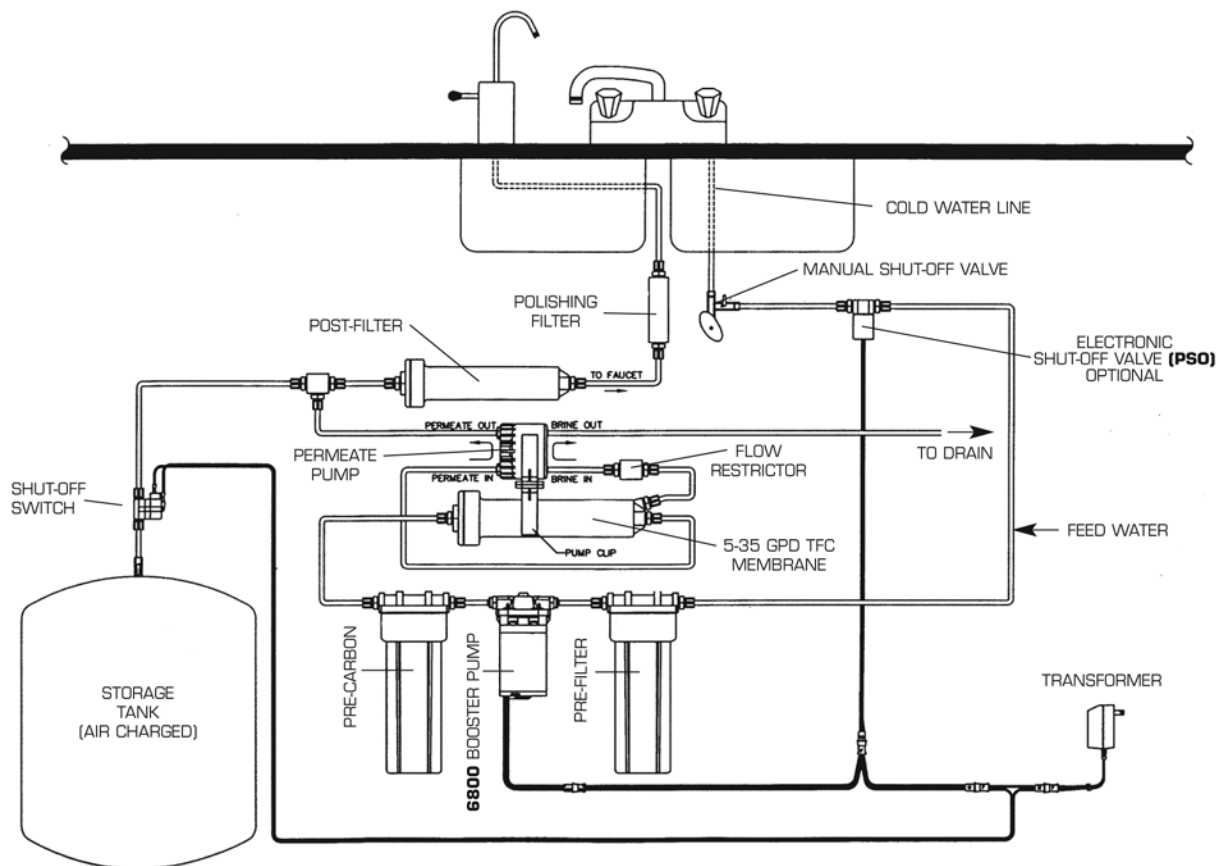 COLD WATER LINE
MANUAL SHUT-OFF VALVE
POLISHING
FILTER
POST-FILTER
ELECTRONIC
SHUT-OFF VALVE (PSO)
OPTIONAL
TO FAUCET
PERMEATE OUT
BRINE OUT
PERMEATE
PUMP
FLOW
RESTRICTOR
TO DRAIN
PERMEATE IN
BRINE IN
SHUT-OFF
SWITCH
FEED WATER
5-35 GPD TFC
MEMBRANE
PUMP CLIP
PRE-CARBON
6800 BOOSTER PUMP
PRE-FILTER
STORAGE
TANK
(AIR CHARGED)
TRANSFORMER